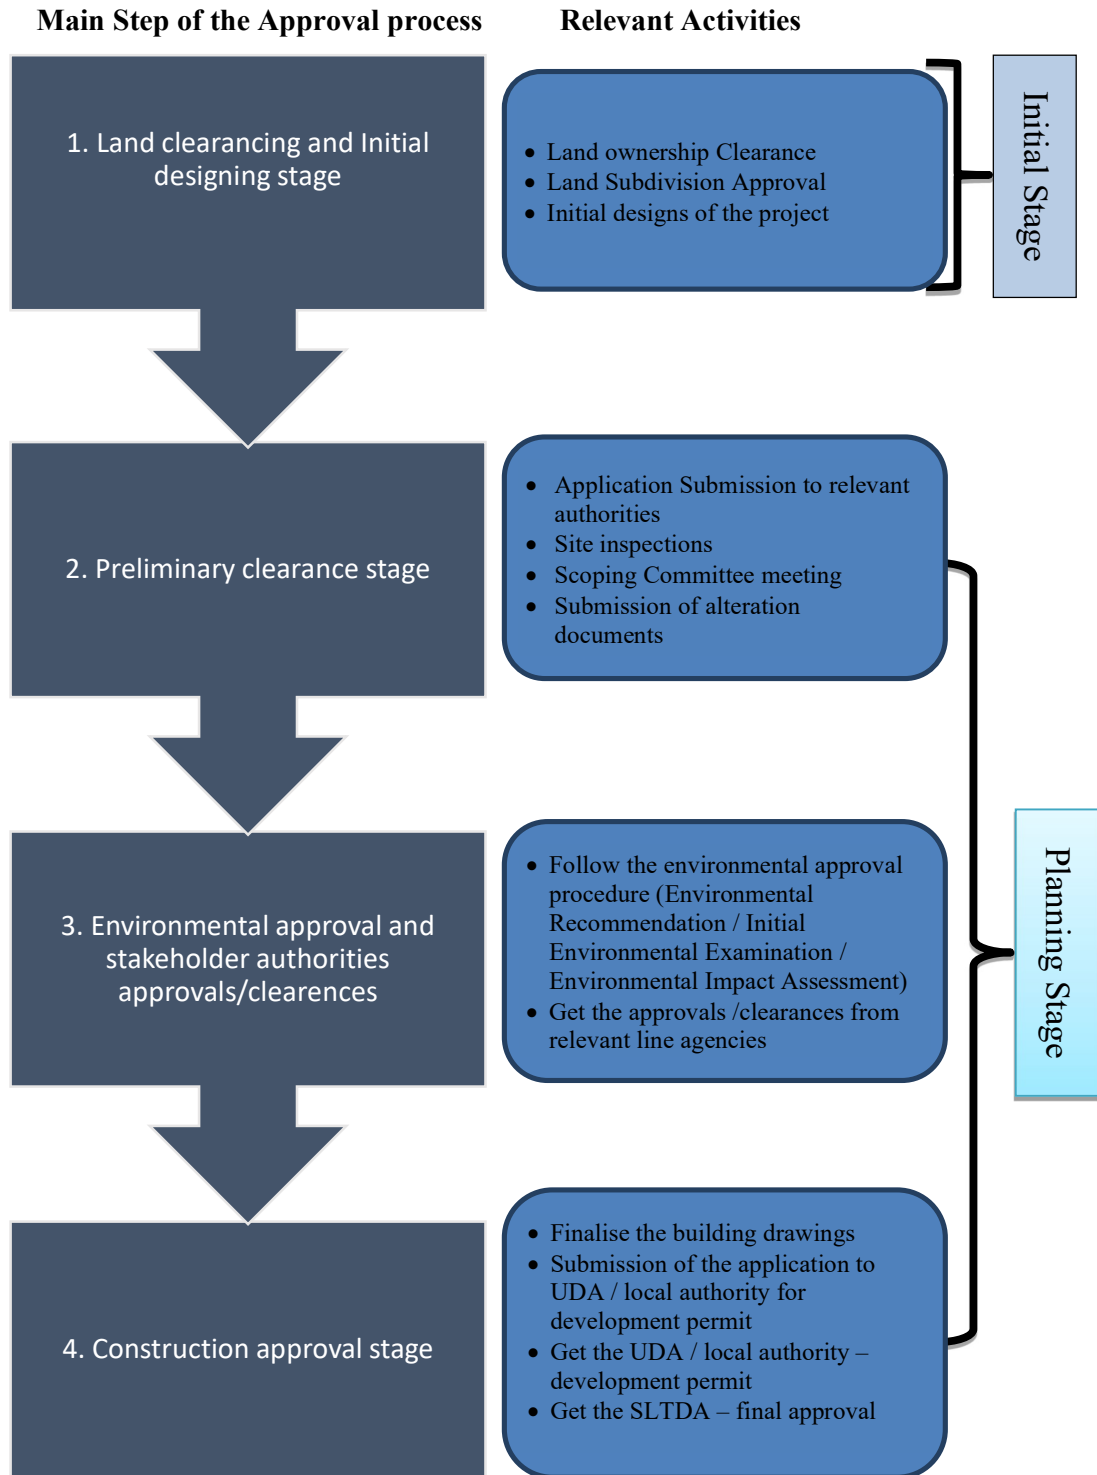 Main Step of the Approval process
Relevant Activities
1. Land clearancing and Initial
designing stage
• Land ownership Clearance
• Land Subdivision Approval
• Initial designs of the project
Initial Stage
2. Preliminary clearance stage
• Application Submission to relevant
authorities
• Site inspections
• Scoping Committee meeting
• Submission of alteration
documents
3. Environmental approval and
stakeholder authorities
approvals/clearences
• Follow the environmental approval
procedure (Environmental
Recommendation / Initial
Environmental Examination /
Environmental Impact Assessment)
• Get the approvals /clearances from
relevant line agencies
Planning Stage
4. Construction approval stage
• Finalise the building drawings
• Submission of the application to
UDA / local authority for
development permit
• Get the UDA / local authority –
development permit
• Get the SLTDA – final approval